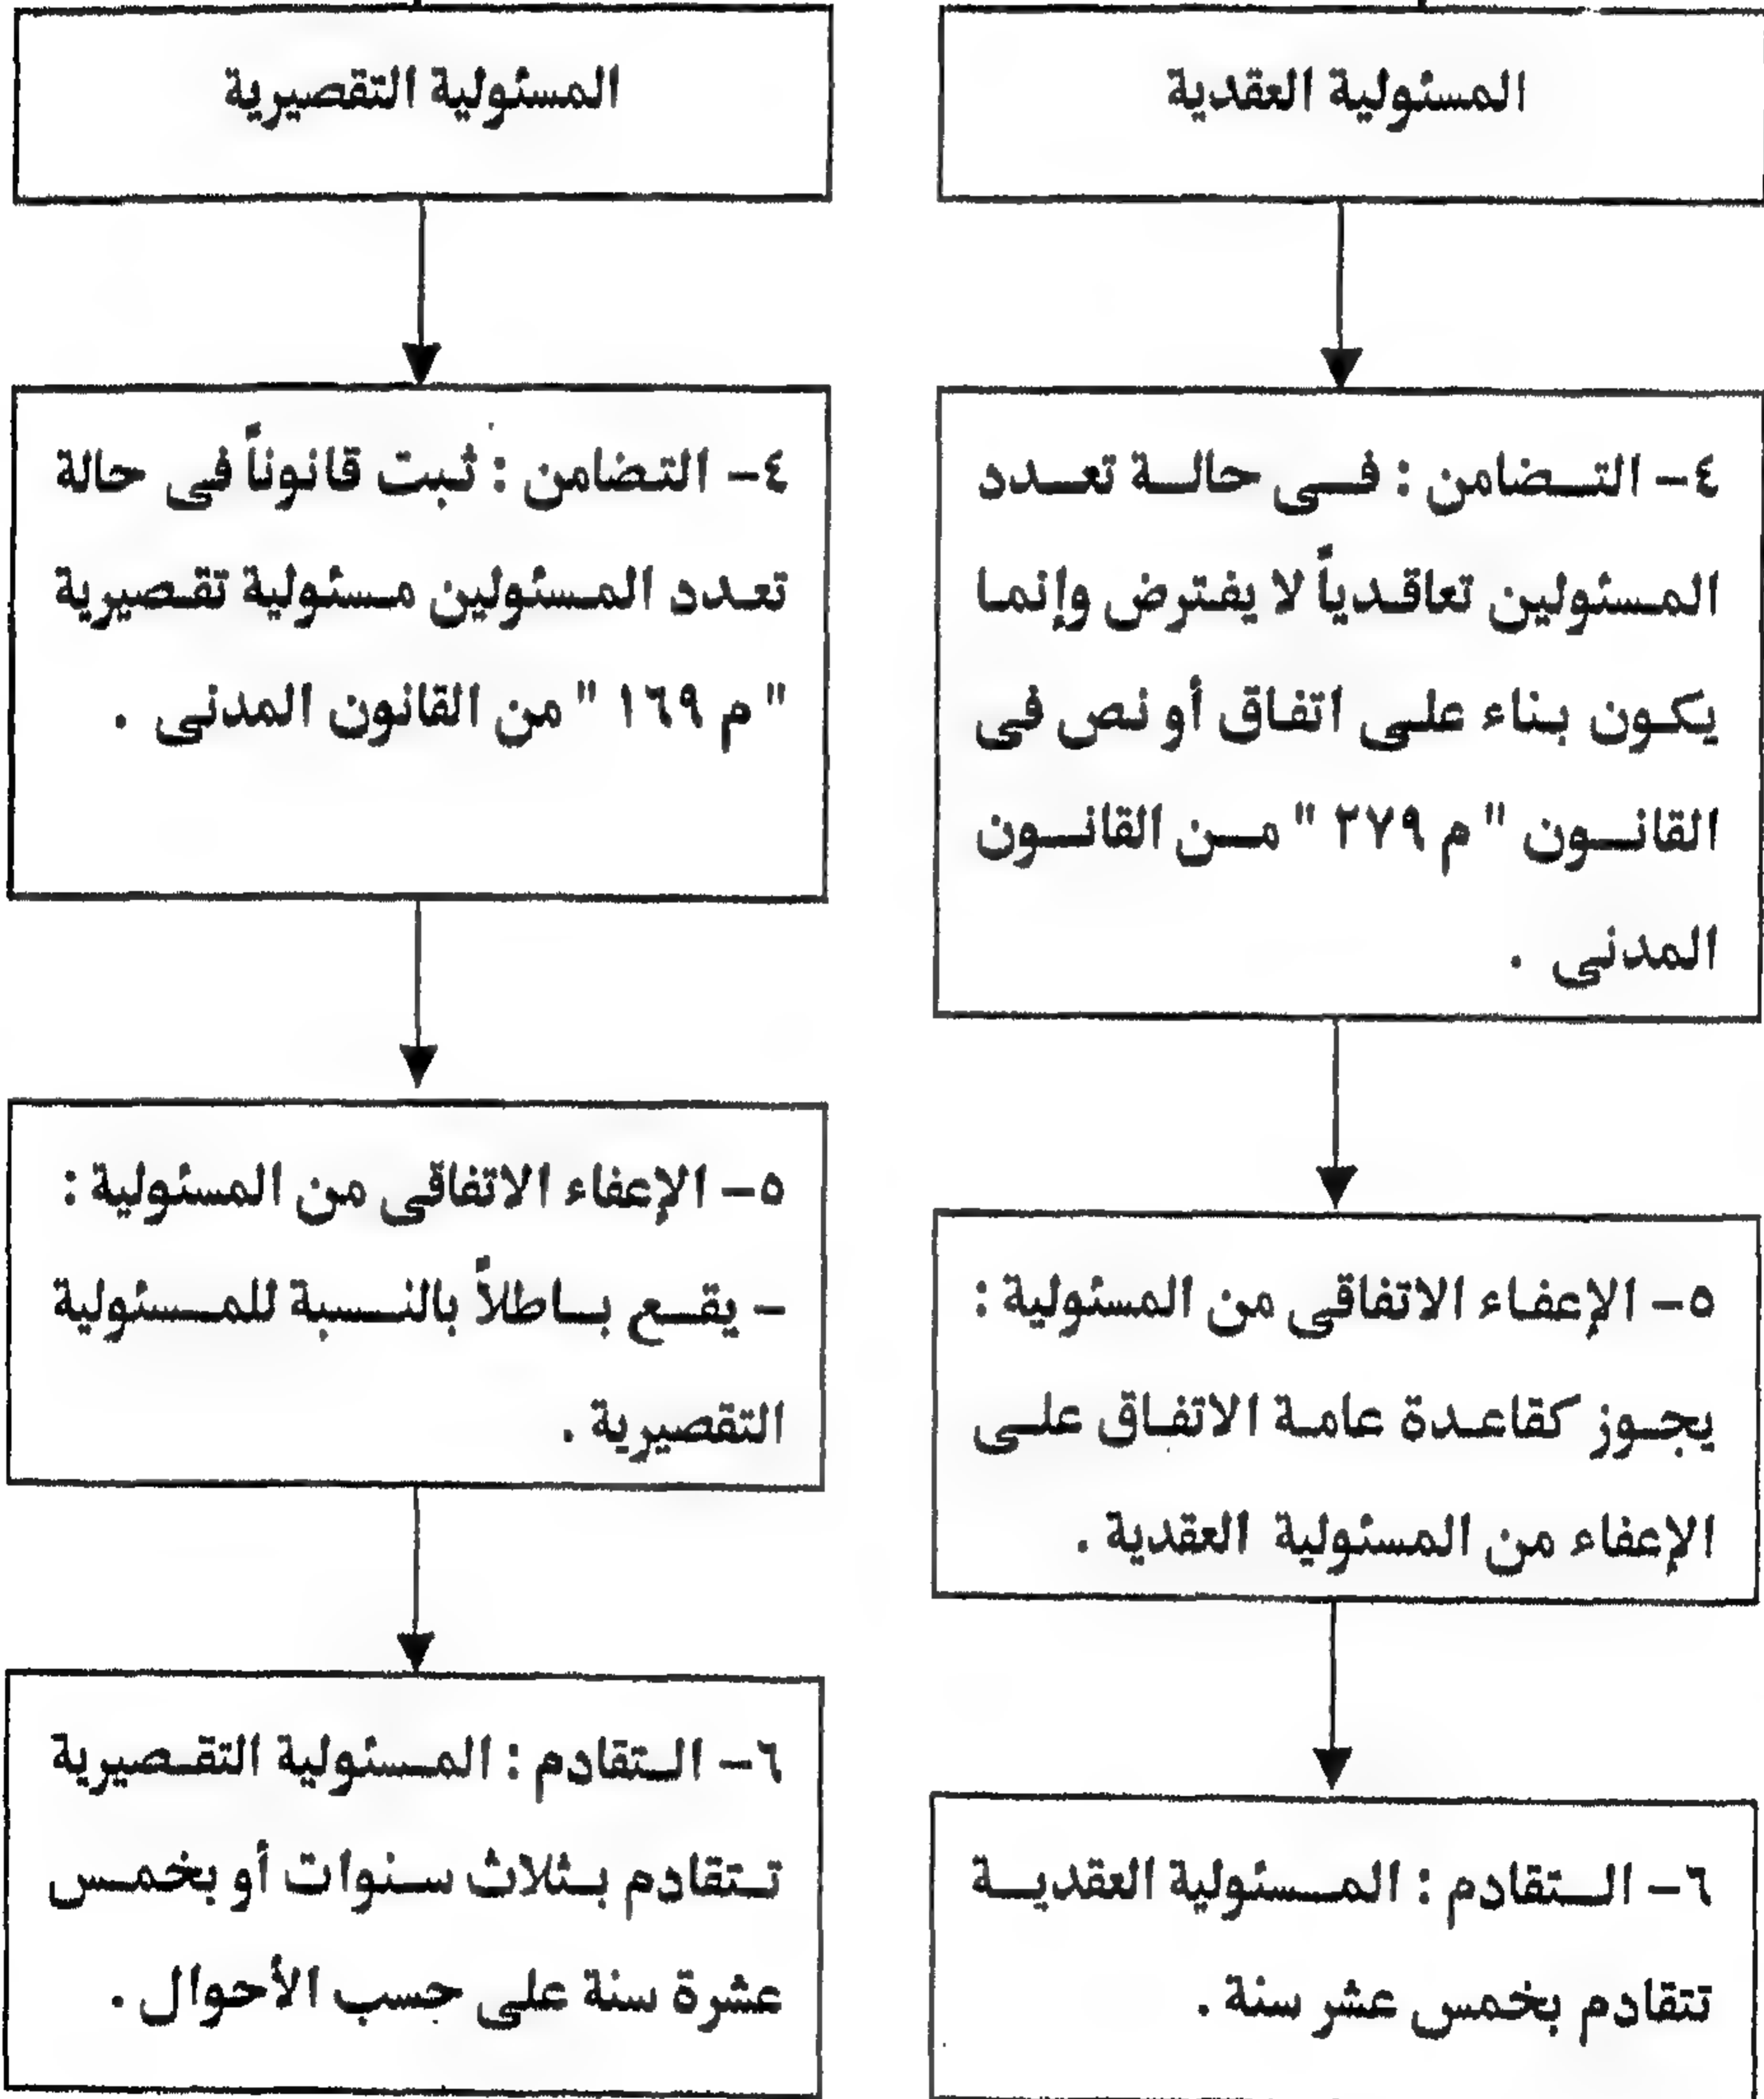 المسئولية العقدية
٤- التضامن : فى حالة تعدد
المسئولين تعاقدياً لا يفترض وإنما
يكون بناء على اتفاق أو نص فى
القانون " م ٢٧٩ " من القانون
المدنى .
٥- الإعفاء الاتفاقى من المسئولية :
يجوز كقاعدة عامة الاتفاق على
الإعفاء من المسئولية العقدية .
٦- التقادم : المسئولية العقدية
تتقادم بخمس عشر سنة .
المسئولية التقصيرية
٤- التضامن : ثبت قانوناً فى حالة
تعدد المسئولين مسئولية تقصيرية
" م ١٦٩ " من القانون المدنى .
٥- الإعفاء الاتفاقى من المسئولية :
- يقع باطلاً بالنسبة للمسئولية
التقصيرية .
٦- التقادم : المسئولية التقصيرية
تتقادم بثلاث سنوات أو بخمس
عشرة سنة على حسب الأحوال .